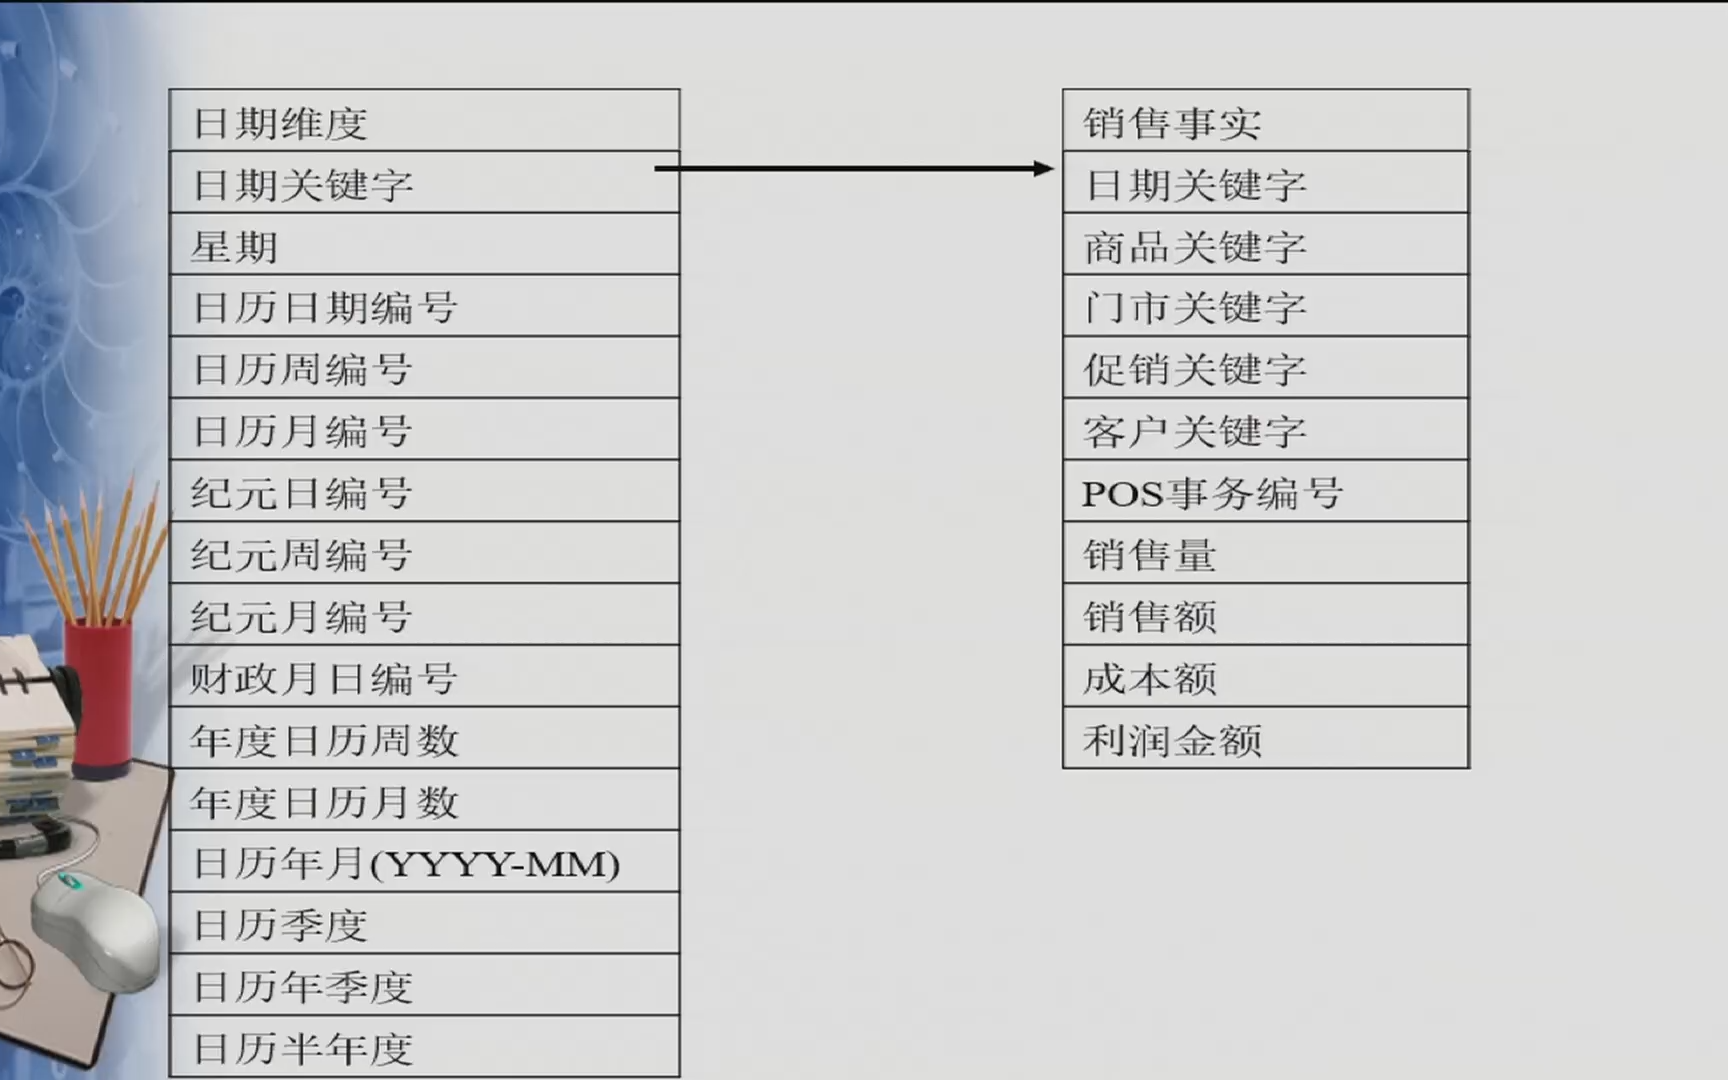 日期维度
日期关键字
星期
日历日期编号
日历周编号
日历月编号
纪元日编号
纪元周编号
纪元月编号
财政月日编号
年度日历周数
年度日历月数
日历年月(YYYY-MM)
日历季度
日历年季度
日历半年度
销售事实
日期关键字
商品关键字
门市关键字
促销关键字
客户关键字
POS事务编号
销售量
销售额
成本额
利润金额